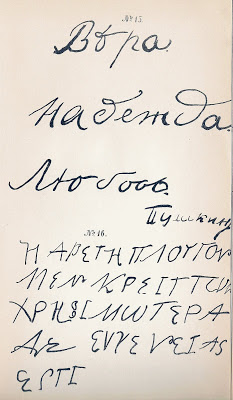 № 15.
Вѣра.
надежда.
Любовь.
Пушкинъ
№ 16.
Η ΑΡΕΤΗ ΠΛΟΥΤΟΥ
ΜΕΝ ΚΡΕΙΤΤΩΝ
ΧΡΗΣΙΜΩΤΕΡΑ
ΔΕ ΕΥΓΕΝΕΙΑΣ
ΕΣΤΙ